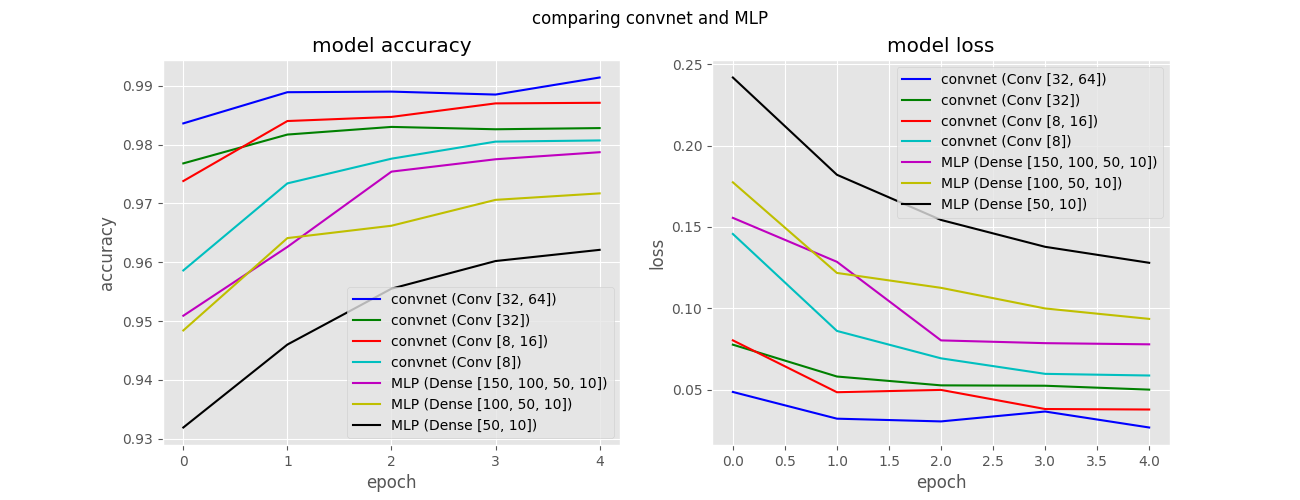 comparing convnet and MLP
model accuracy
accuracy
0.99
0.98
0.97
0.96
0.95
0.94
0.93
convnet (Conv [32, 64])
convnet (Conv [32])
convnet (Conv [8, 16])
convnet (Conv [8])
MLP (Dense [150, 100, 50, 10])
MLP (Dense [100, 50, 10])
MLP (Dense [50, 10])
0 1 2 3 4
epoch
model loss
loss
0.25
0.20
0.15
0.10
0.05
convnet (Conv [32, 64])
convnet (Conv [32])
convnet (Conv [8, 16])
convnet (Conv [8])
MLP (Dense [150, 100, 50, 10])
MLP (Dense [100, 50, 10])
MLP (Dense [50, 10])
0.0 0.5 1.0 1.5 2.0 2.5 3.0 3.5 4.0
epoch